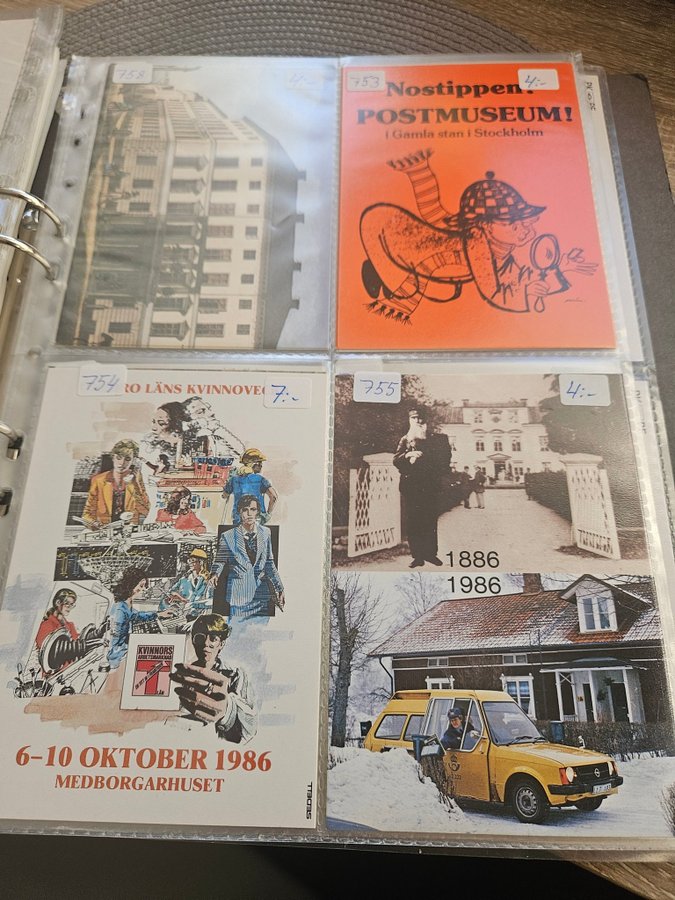 758
4:-
753
4:-
Nostippen?
POSTMUSEUM!
i Gamla stan i Stockholm
754
7:-
RO LÄNS KVINNOVEC
KVINNORS
ARBETSMARKNAD
6-10 OKTOBER 1986
MEDBORGARHUSET
755
4:-
1886
1986